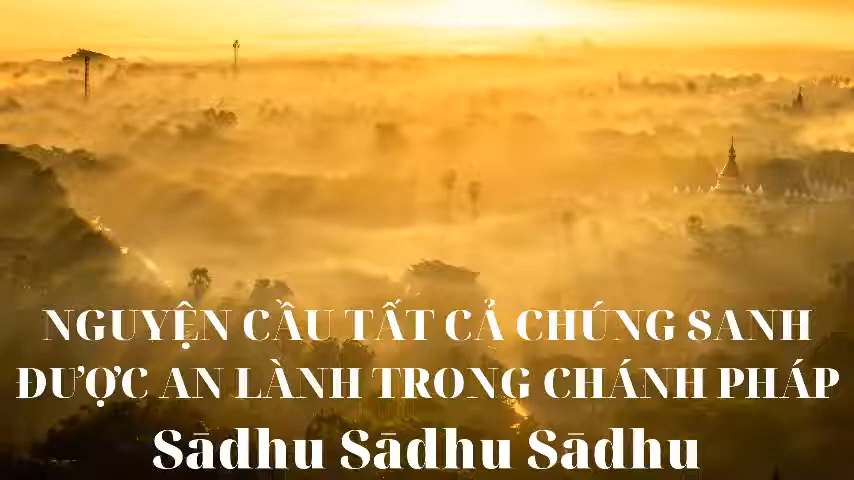 NGUYỆN CẦU TẤT CẢ CHÚNG SANH
ĐƯỢC AN LÀNH TRONG CHÁNH PHÁP
Sādhu Sādhu Sādhu